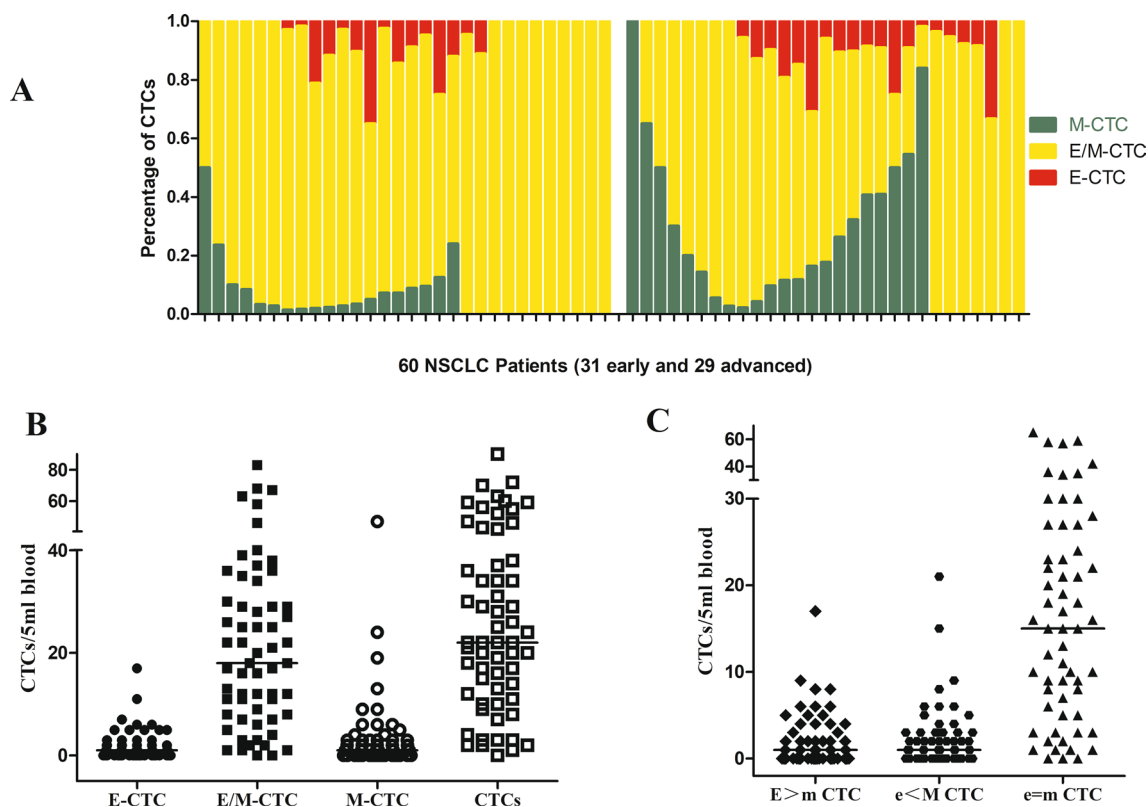 A
Percentage of CTCs
1.0
0.8
0.6
0.4
0.2
0.0
M-CTC
E/M-CTC
E-CTC
60 NSCLC Patients (31 early and 29 advanced)
B
CTCs/5ml blood
80
60
40
20
0
E-CTC
E/M-CTC
M-CTC
CTCs
C
CTCs/5ml blood
60
40
30
20
10
0
E>m CTC
e<M CTC
e=m CTC